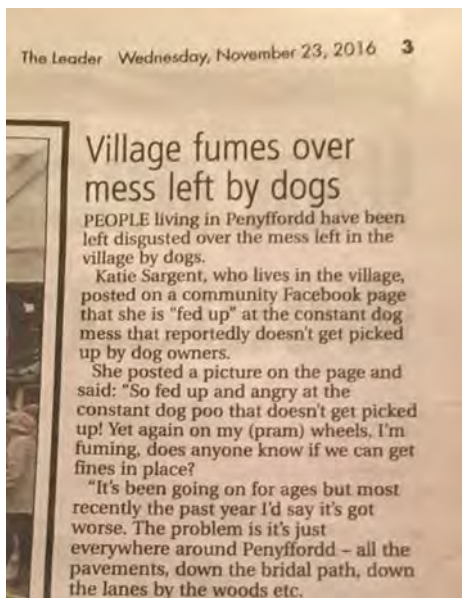 The Leader Wednesday, November 23, 2016 3
Village fumes over
mess left by dogs
PEOPLE living in Penyffordd have been
left disgusted over the mess left in the
village by dogs.
Katie Sargent, who lives in the village,
posted on a community Facebook page
that she is "fed up" at the constant dog
mess that reportedly doesn't get picked
up by dog owners.
She posted a picture on the page and
said: "So fed up and angry at the
constant dog poo that doesn't get picked
up! Yet again on my (pram) wheels, I'm
fuming, does anyone know if we can get
fines in place?
"It's been going on for ages but most
recently the past year I'd say it's got
worse. The problem is it's just
everywhere around Penyffordd – all the
pavements, down the bridal path, down
the lanes by the woods etc.